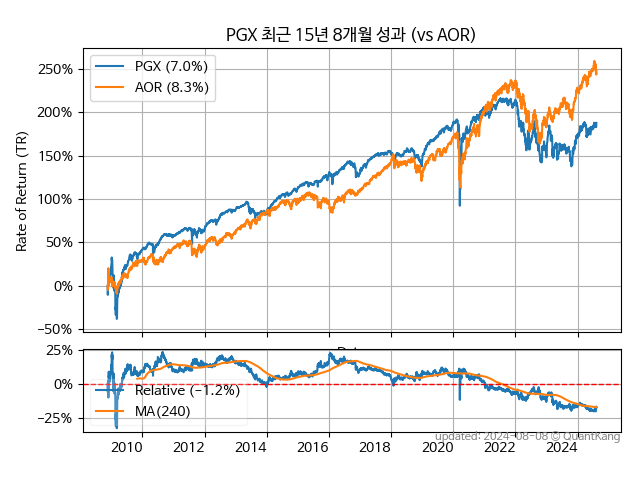 PGX 최근 15년 8개월 성과 (vs AOR)
PGX (7.0%)
AOR (8.3%)
Rate of Return (TR)
250%
200%
150%
100%
50%
0%
−50%
2010 2012 2014 2016 2018 2020 2022 2024
25%
0%
−25%
Relative (−1.2%)
MA(240)
updated: 2024-08-08 © QuantKang